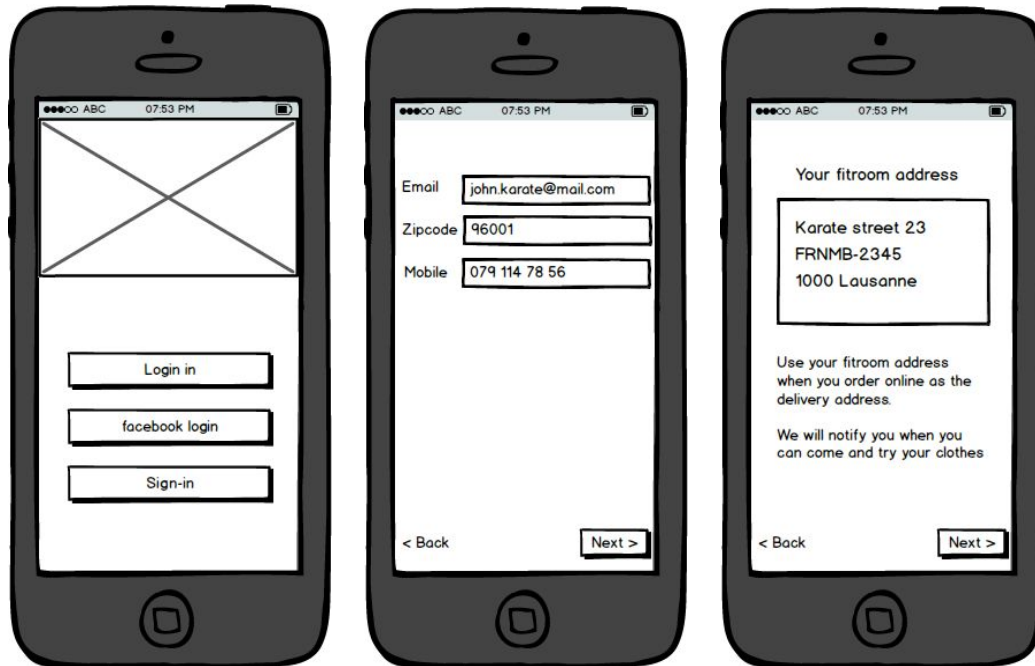 ABC 07:53 PM
Login in
facebook login
Sign-in
ABC 07:53 PM
Email john.karate@mail.com
Zipcode 96001
Mobile 079 114 78 56
< Back Next >
ABC 07:53 PM
Your fitroom address
Karate street 23
FRNMB-2345
1000 Lausanne
Use your fitroom address
when you order online as the
delivery address.
We will notify you when you
can come and try your clothes
< Back Next >